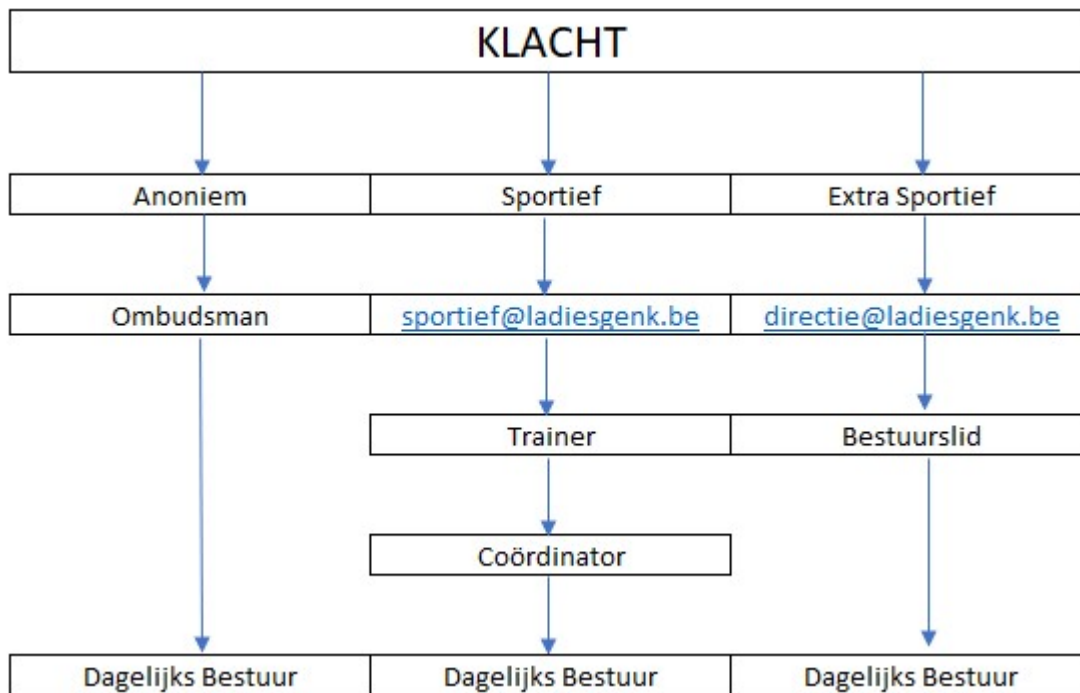 KLACHT
Anoniem Sportief Extra Sportief
Ombudsman sportief@ladiesgenk.be directie@ladiesgenk.be
Trainer Bestuurslid
Coördinator
Dagelijks Bestuur Dagelijks Bestuur Dagelijks Bestuur